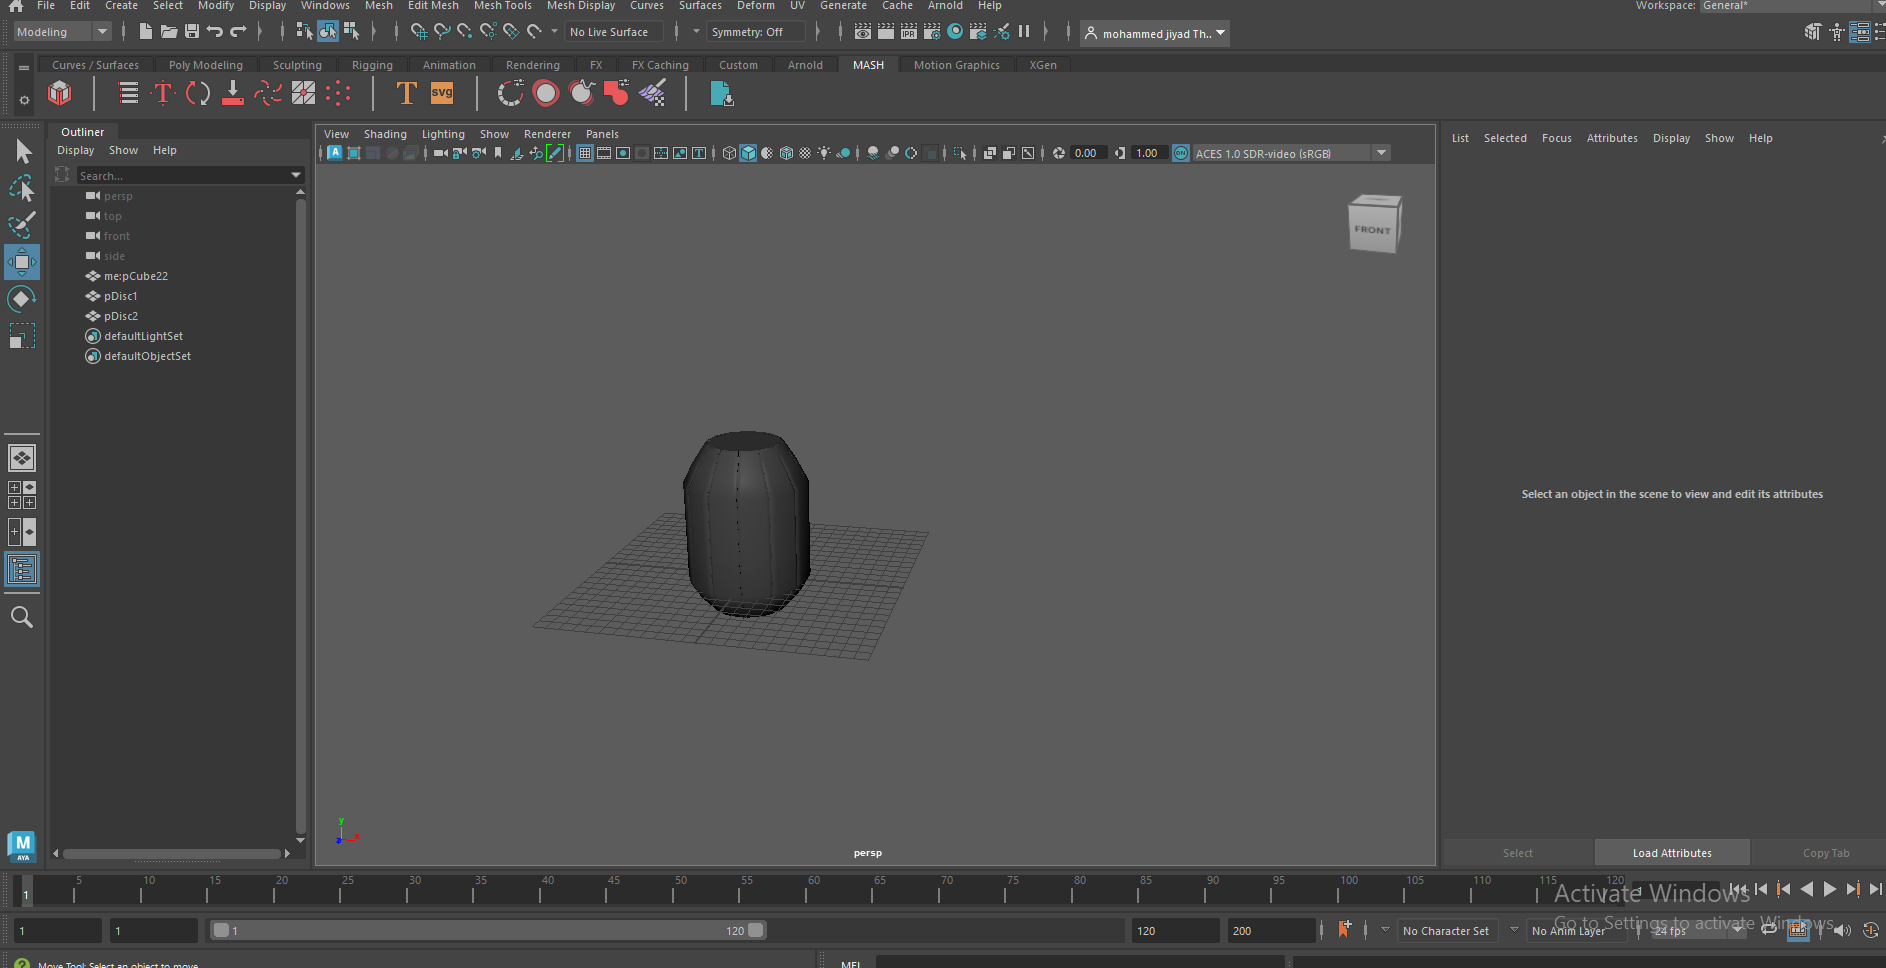 File Edit Create Select Modify Display Windows Mesh Edit Mesh Mesh Tools Mesh Display Curves Surfaces Deform UV Generate Cache Arnold Help Workspace: General*
Modeling No Live Surface Symmetry: Off mohammed jiyad Th..
Curves / Surfaces Poly Modeling Sculpting Rigging Animation Rendering FX FX Caching Custom Arnold MASH Motion Graphics XGen
T T SVG
Outliner
Display Show Help
Search...
persp
top
front
side
me:pCube22
pDisc1
pDisc2
defaultLightSet
defaultObjectSet
View Shading Lighting Show Renderer Panels
A 0.00 1.00 ON ACES 1.0 SDR-video (sRGB)
FRONT
y
x
z
persp
List Selected Focus Attributes Display Show Help
Select an object in the scene to view and edit its attributes
Select Load Attributes Copy Tab
M
AYA
5 10 15 20 25 30 35 40 45 50 55 60 65 70 75 80 85 90 95 100 105 110 115 120
1 1
Activate Windows
Go to Settings to activate Windows.
1 1 1 120 120 200 No Character Set No Anim Layer 24 fps
Move Tool: Select an object to move MEL